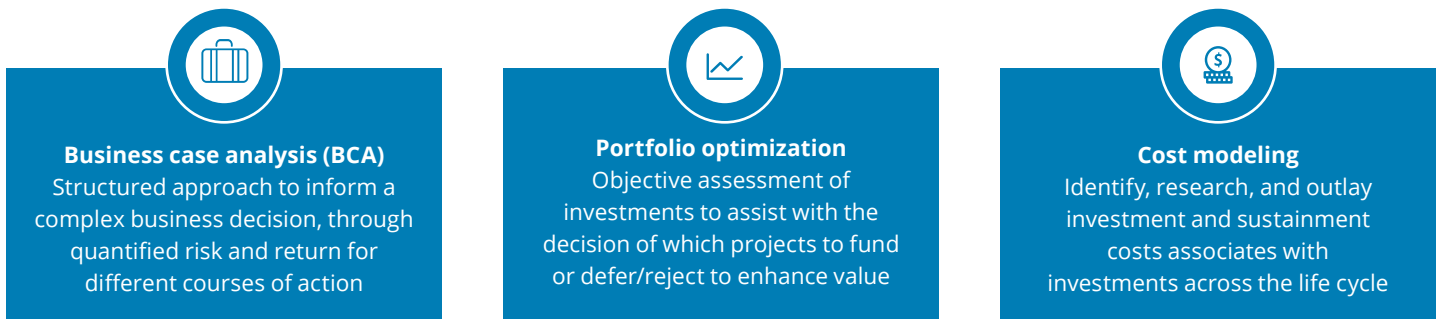 Business case analysis (BCA)
Structured approach to inform a
complex business decision, through
quantified risk and return for
different courses of action
Portfolio optimization
Objective assessment of
investments to assist with the
decision of which projects to fund
or defer/reject to enhance value
$
Cost modeling
Identify, research, and outlay
investment and sustainment
costs associates with
investments across the life cycle